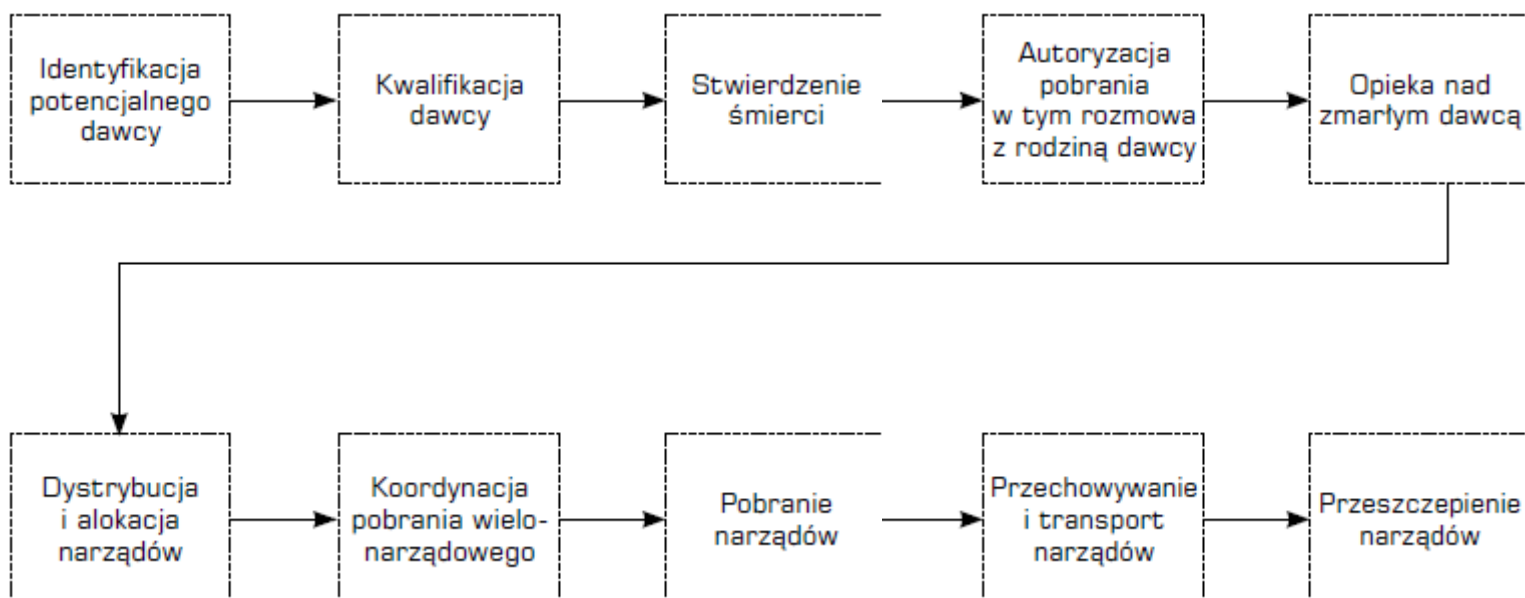 Identyfikacja
potencjalnego
dawcy
Kwalifikacja
dawcy
Stwierdzenie
śmierci
Autoryzacja
pobrania
w tym rozmowa
z rodziną dawcy
Opieka nad
zmarłym dawcą
Dystrybucja
i alokacja
narządów
Koordynacja
pobrania wielo-
narządowego
Pobranie
narządów
Przechowywanie
i transport
narządów
Przeszczepienie
narządów